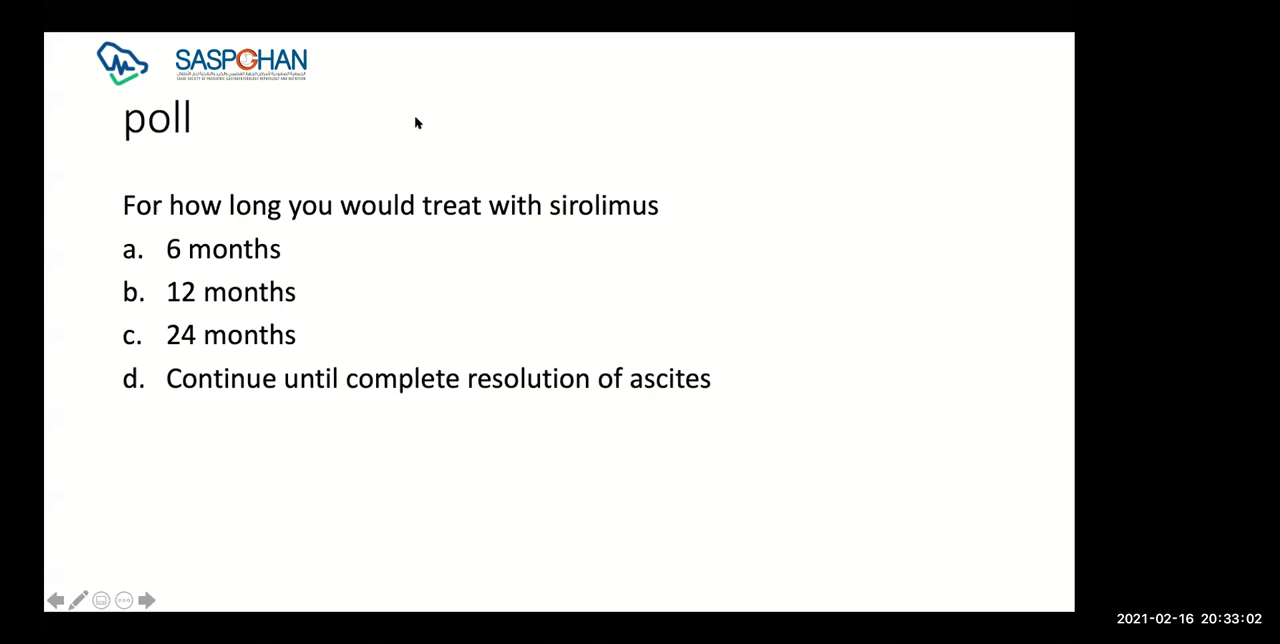 SASPGHAN
poll
For how long you would treat with sirolimus
a. 6 months
b. 12 months
c. 24 months
d. Continue until complete resolution of ascites
2021-02-16 20:33:02